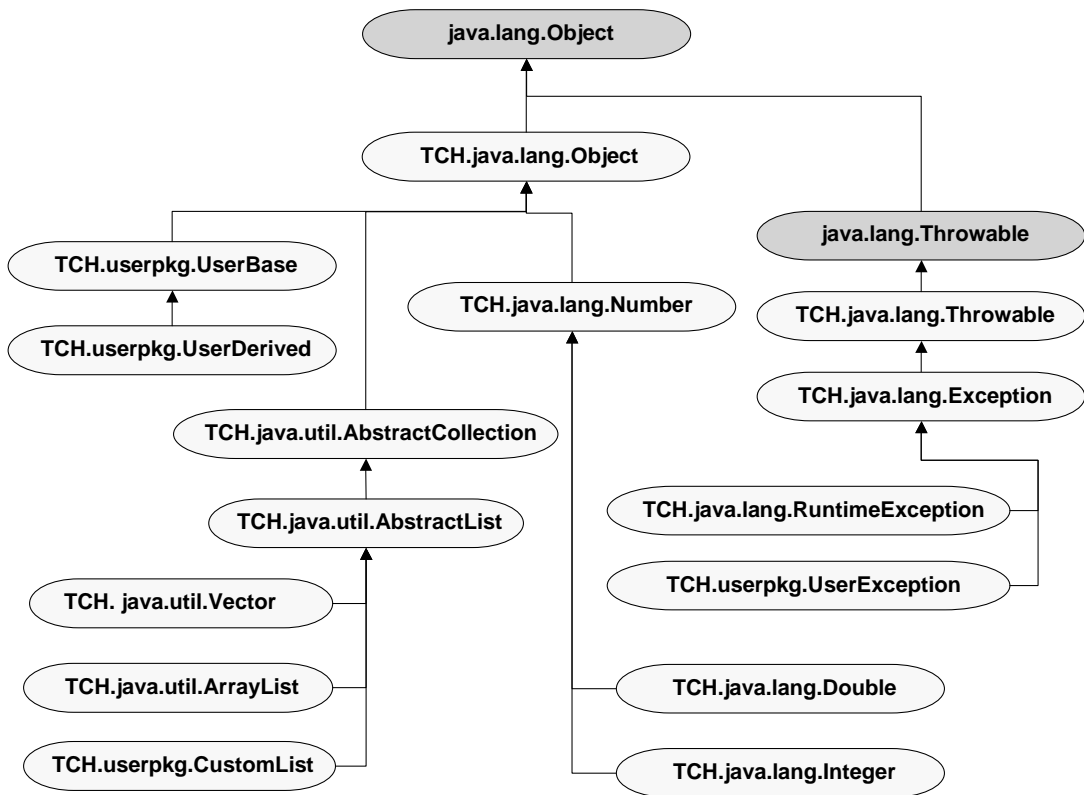 java.lang.Object
TCH.java.lang.Object
java.lang.Throwable
TCH.userpkg.UserBase
TCH.java.lang.Number
TCH.java.lang.Throwable
TCH.userpkg.UserDerived
TCH.java.lang.Exception
TCH.java.util.AbstractCollection
TCH.java.lang.RuntimeException
TCH.java.util.AbstractList
TCH.userpkg.UserException
TCH. java.util.Vector
TCH.java.util.ArrayList
TCH.java.lang.Double
TCH.userpkg.CustomList
TCH.java.lang.Integer